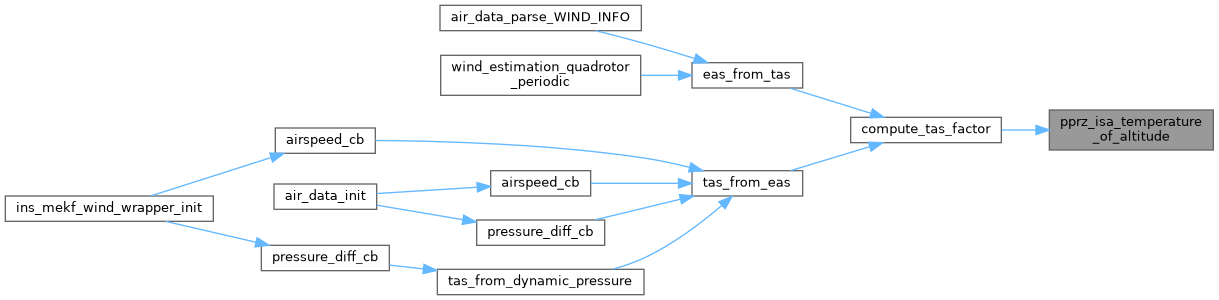 air_data_parse_WIND_INFO
wind_estimation_quadrotor
_periodic
eas_from_tas
pprz_isa_temperature
_of_altitude
compute_tas_factor
airspeed_cb
tas_from_eas
airspeed_cb
air_data_init
ins_mekf_wind_wrapper_init
pressure_diff_cb
pressure_diff_cb
tas_from_dynamic_pressure